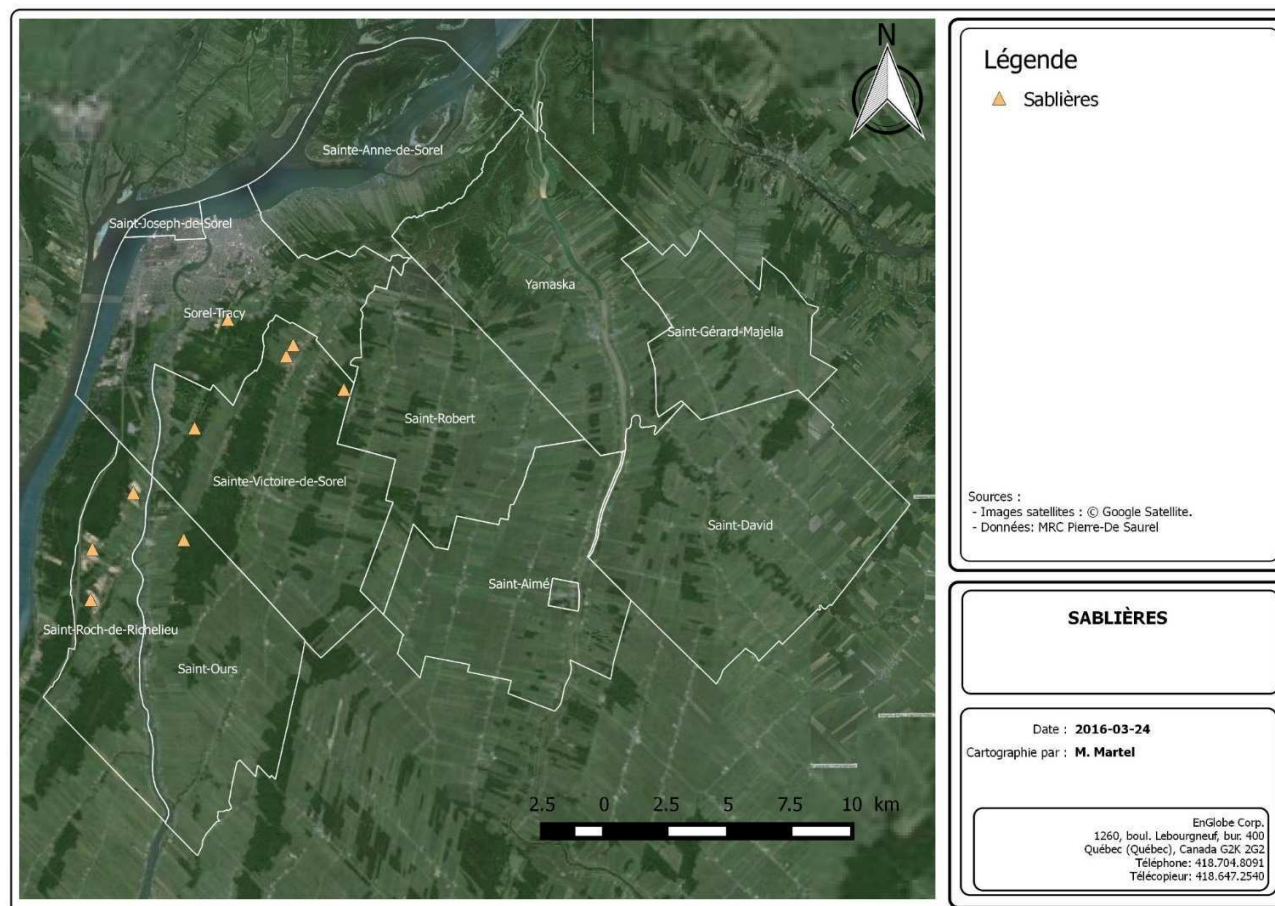 N
Sainte-Anne-de-Sorel
Saint-Joseph-de-Sorel
Yamaska
Sorel-Tracy
Saint-Gérard-Majella
Saint-Robert
Sainte-Victoire-de-Sorel
Saint-David
Saint-Aimé
Saint-Roch-de-Richelieu
Saint-Ours
2.5 0 2.5 5 7.5 10 km
Légende
Sablières
Sources :
- Images satellites : © Google Satellite.
- Données: MRC Pierre-De Saurel
SABLIÈRES
Date : 2016-03-24
Cartographie par : M. Martel
EnGlobe Corp.
1260, boul. Lebourgneuf, bur. 400
Québec (Québec), Canada G2K 2G2
Téléphone: 418.704.8091
Télécopieur: 418.647.2540